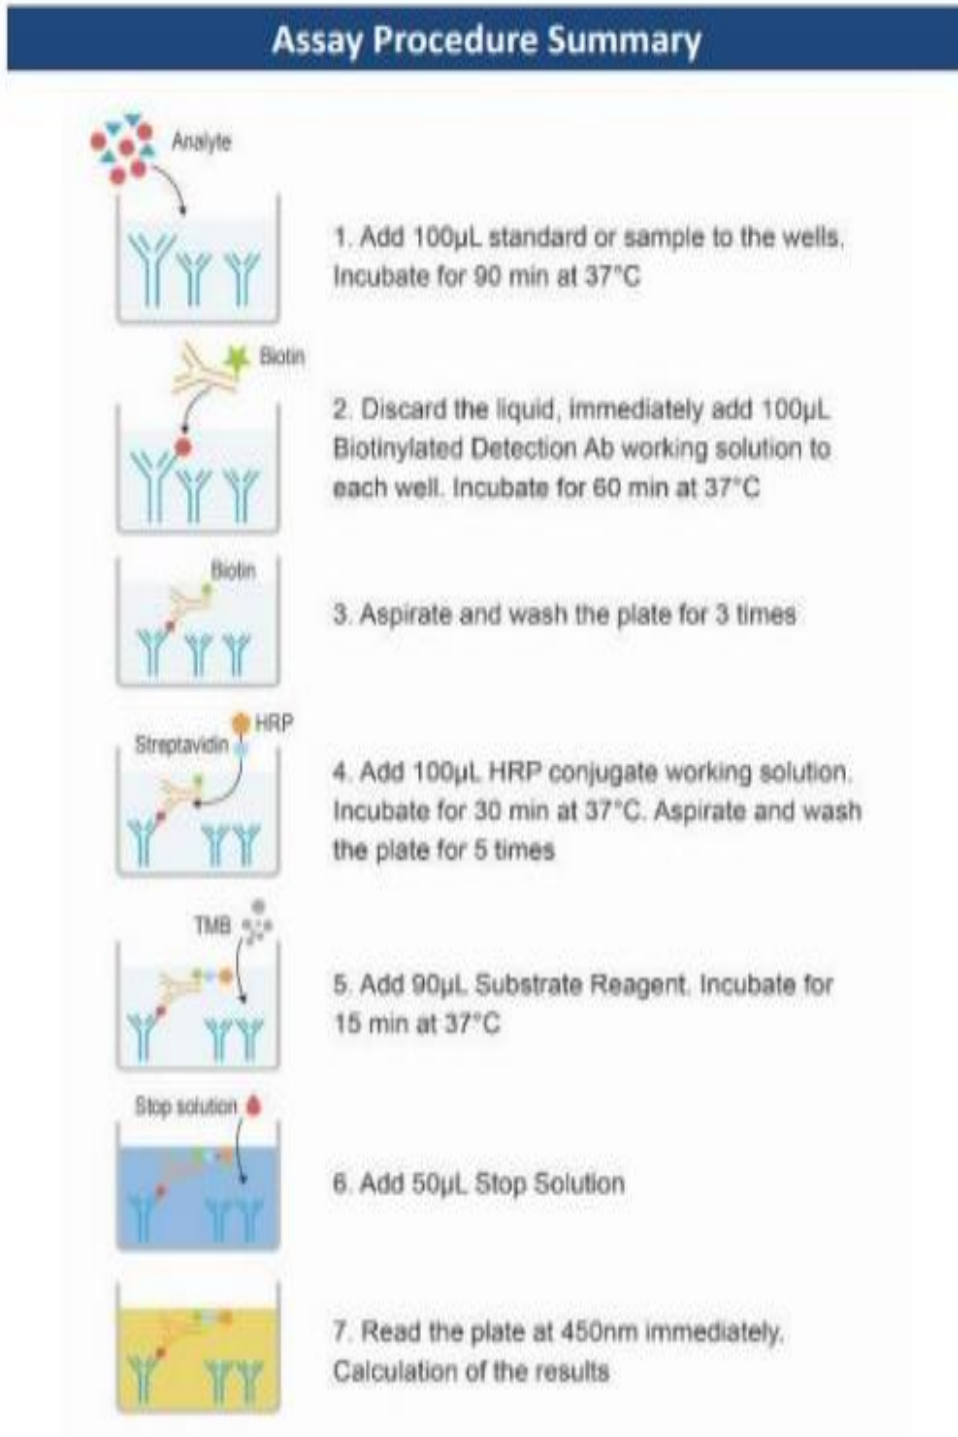 Assay Procedure Summary
Analyte
1. Add 100µL standard or sample to the wells.
Incubate for 90 min at 37°C
Biotin
2. Discard the liquid, immediately add 100µL
Biotinylated Detection Ab working solution to
each well. Incubate for 60 min at 37°C
Biotin
3. Aspirate and wash the plate for 3 times
HRP
Streptavidin
4. Add 100µL HRP conjugate working solution.
Incubate for 30 min at 37°C. Aspirate and wash
the plate for 5 times
TMB
5. Add 90µL Substrate Reagent. Incubate for
15 min at 37°C
Stop solution
6. Add 50µL Stop Solution
7. Read the plate at 450nm immediately.
Calculation of the results